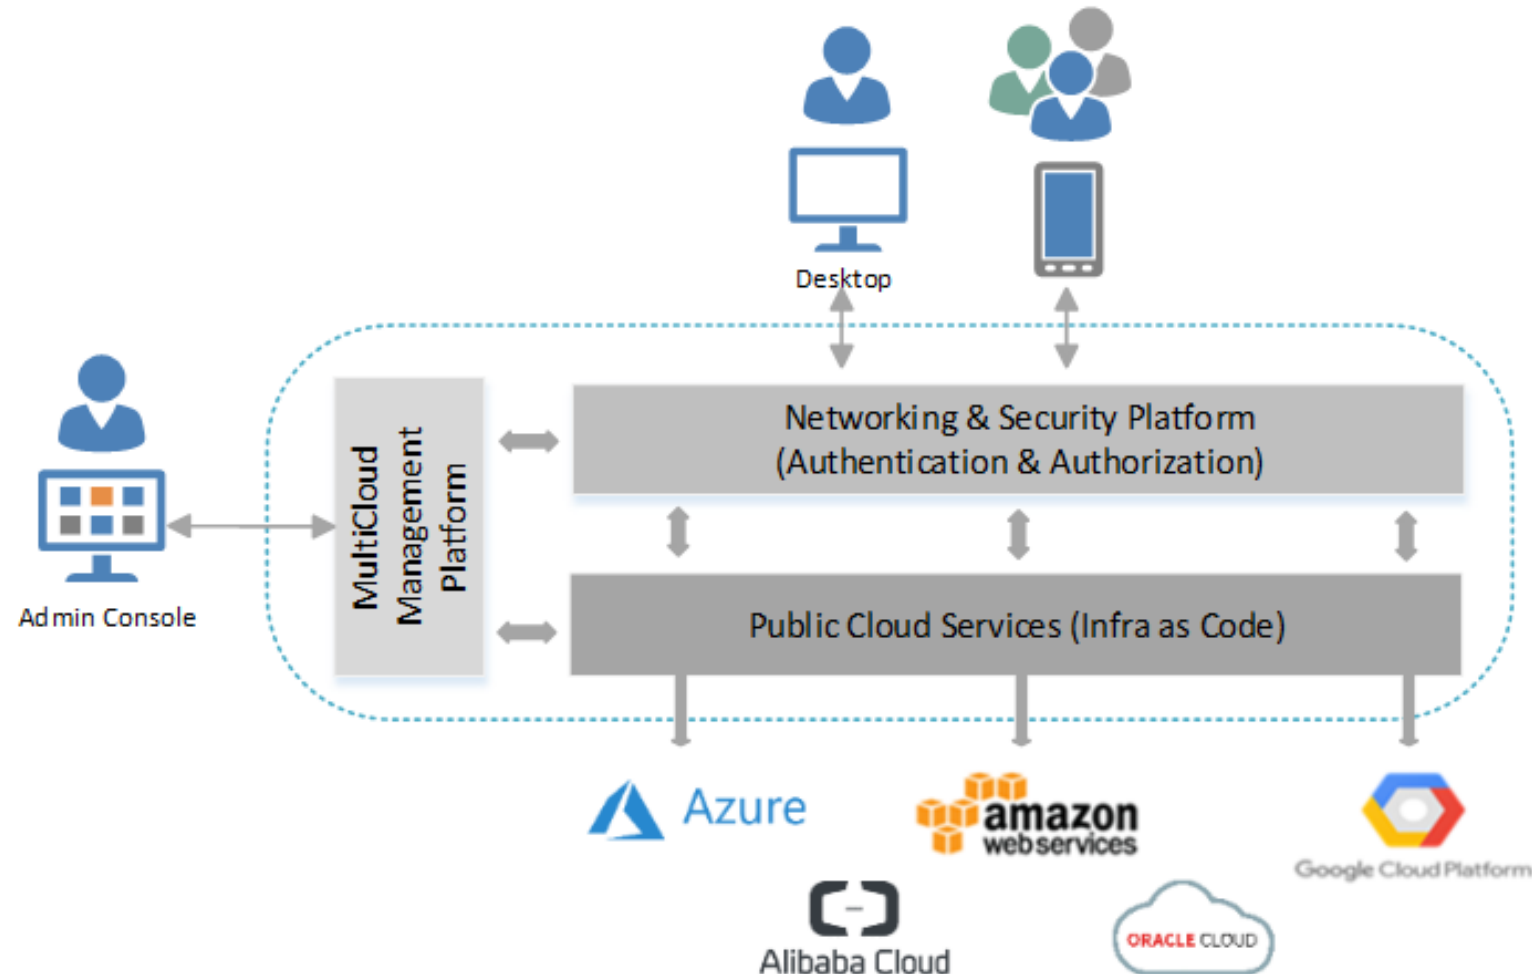 Desktop
Networking & Security Platform
(Authentication & Authorization)
MultiCloud
Management
Platform
Admin Console
Public Cloud Services (Infra as Code)
Azure
amazon
webservices
Google Cloud Platform
Alibaba Cloud
ORACLE CLOUD